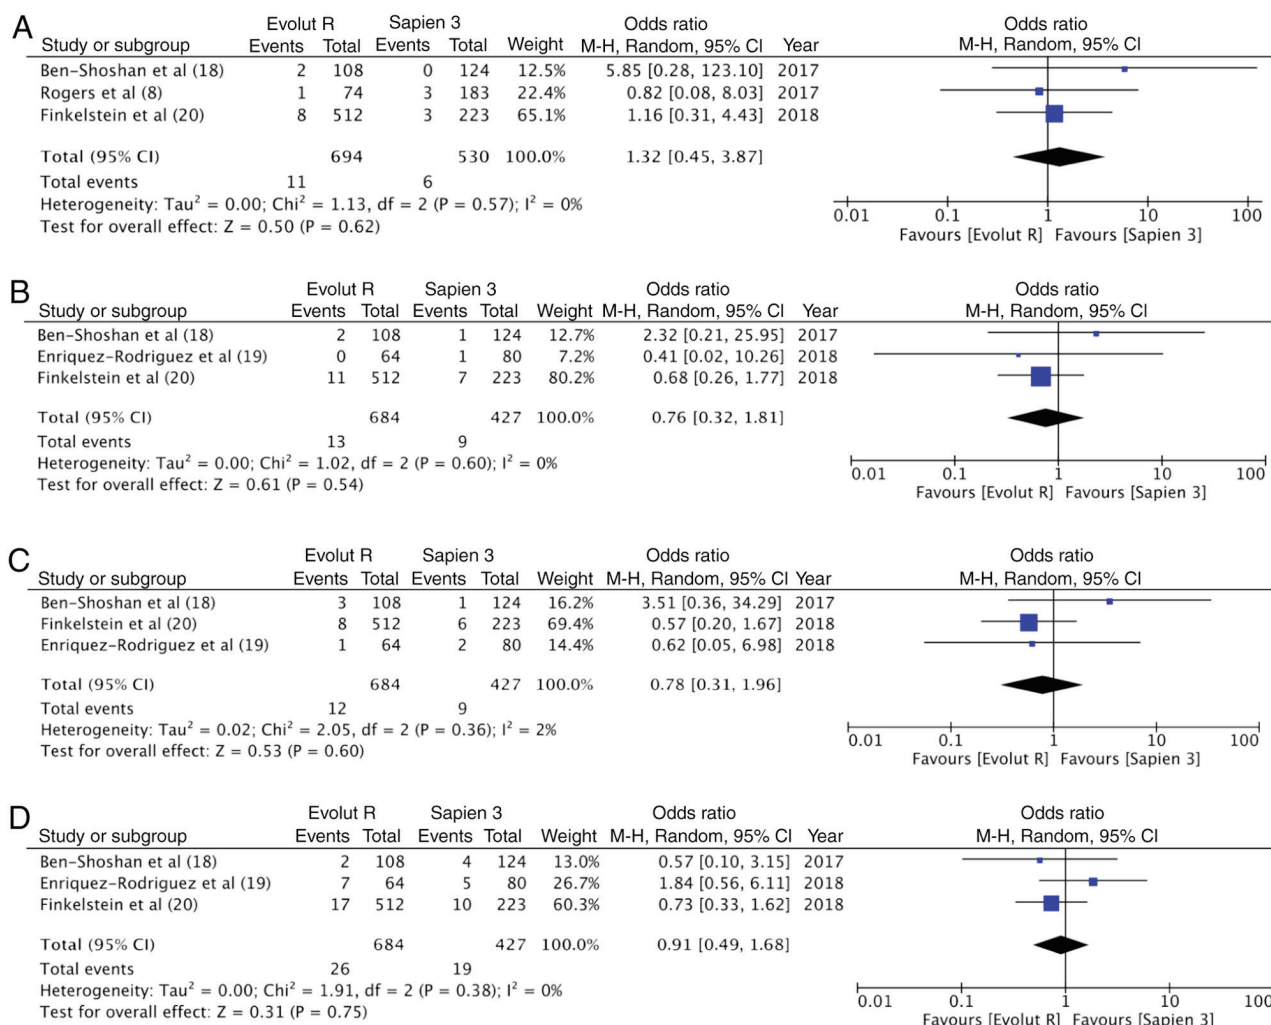 A
Evolut R Sapien 3 Odds ratio Odds ratio
Study or subgroup Events Total Events Total Weight M-H, Random, 95% CI Year M-H, Random, 95% CI
Ben-Shoshan et al (18) 2 108 0 124 12.5% 5.85 [0.28, 123.10] 2017
Rogers et al (8) 1 74 3 183 22.4% 0.82 [0.08, 8.03] 2017
Finkelstein et al (20) 8 512 3 223 65.1% 1.16 [0.31, 4.43] 2018
Total (95% CI) 694 530 100.0% 1.32 [0.45, 3.87]
Total events 11 6
Heterogeneity: Tau² = 0.00; Chi² = 1.13, df = 2 (P = 0.57); I² = 0%
Test for overall effect: Z = 0.50 (P = 0.62)
0.01 0.1 1 10 100
Favours [Evolut R] Favours [Sapien 3]
B
Evolut R Sapien 3 Odds ratio Odds ratio
Study or subgroup Events Total Events Total Weight M-H, Random, 95% CI Year M-H, Random, 95% CI
Ben-Shoshan et al (18) 2 108 1 124 12.7% 2.32 [0.21, 25.95] 2017
Enriquez-Rodriguez et al (19) 0 64 1 80 7.2% 0.41 [0.02, 10.26] 2018
Finkelstein et al (20) 11 512 7 223 80.2% 0.68 [0.26, 1.77] 2018
Total (95% CI) 684 427 100.0% 0.76 [0.32, 1.81]
Total events 13 9
Heterogeneity: Tau² = 0.00; Chi² = 1.02, df = 2 (P = 0.60); I² = 0%
Test for overall effect: Z = 0.61 (P = 0.54)
0.01 0.1 1 10 100
Favours [Evolut R] Favours [Sapien 3]
C
Evolut R Sapien 3 Odds ratio Odds ratio
Study or subgroup Events Total Events Total Weight M-H, Random, 95% CI Year M-H, Random, 95% CI
Ben-Shoshan et al (18) 3 108 1 124 16.2% 3.51 [0.36, 34.29] 2017
Finkelstein et al (20) 8 512 6 223 69.4% 0.57 [0.20, 1.67] 2018
Enriquez-Rodriguez et al (19) 1 64 2 80 14.4% 0.62 [0.05, 6.98] 2018
Total (95% CI) 684 427 100.0% 0.78 [0.31, 1.96]
Total events 12 9
Heterogeneity: Tau² = 0.02; Chi² = 2.05, df = 2 (P = 0.36); I² = 2%
Test for overall effect: Z = 0.53 (P = 0.60)
0.01 0.1 1 10 100
Favours [Evolut R] Favours [Sapien 3]
D
Evolut R Sapien 3 Odds ratio Odds ratio
Study or subgroup Events Total Events Total Weight M-H, Random, 95% CI Year M-H, Random, 95% CI
Ben-Shoshan et al (18) 2 108 4 124 13.0% 0.57 [0.10, 3.15] 2017
Enriquez-Rodriguez et al (19) 7 64 5 80 26.7% 1.84 [0.56, 6.11] 2018
Finkelstein et al (20) 17 512 10 223 60.3% 0.73 [0.33, 1.62] 2018
Total (95% CI) 684 427 100.0% 0.91 [0.49, 1.68]
Total events 26 19
Heterogeneity: Tau² = 0.00; Chi² = 1.91, df = 2 (P = 0.38); I² = 0%
Test for overall effect: Z = 0.31 (P = 0.75)
0.01 0.1 1 10 100
Favours [Evolut R] Favours [Sapien 3]